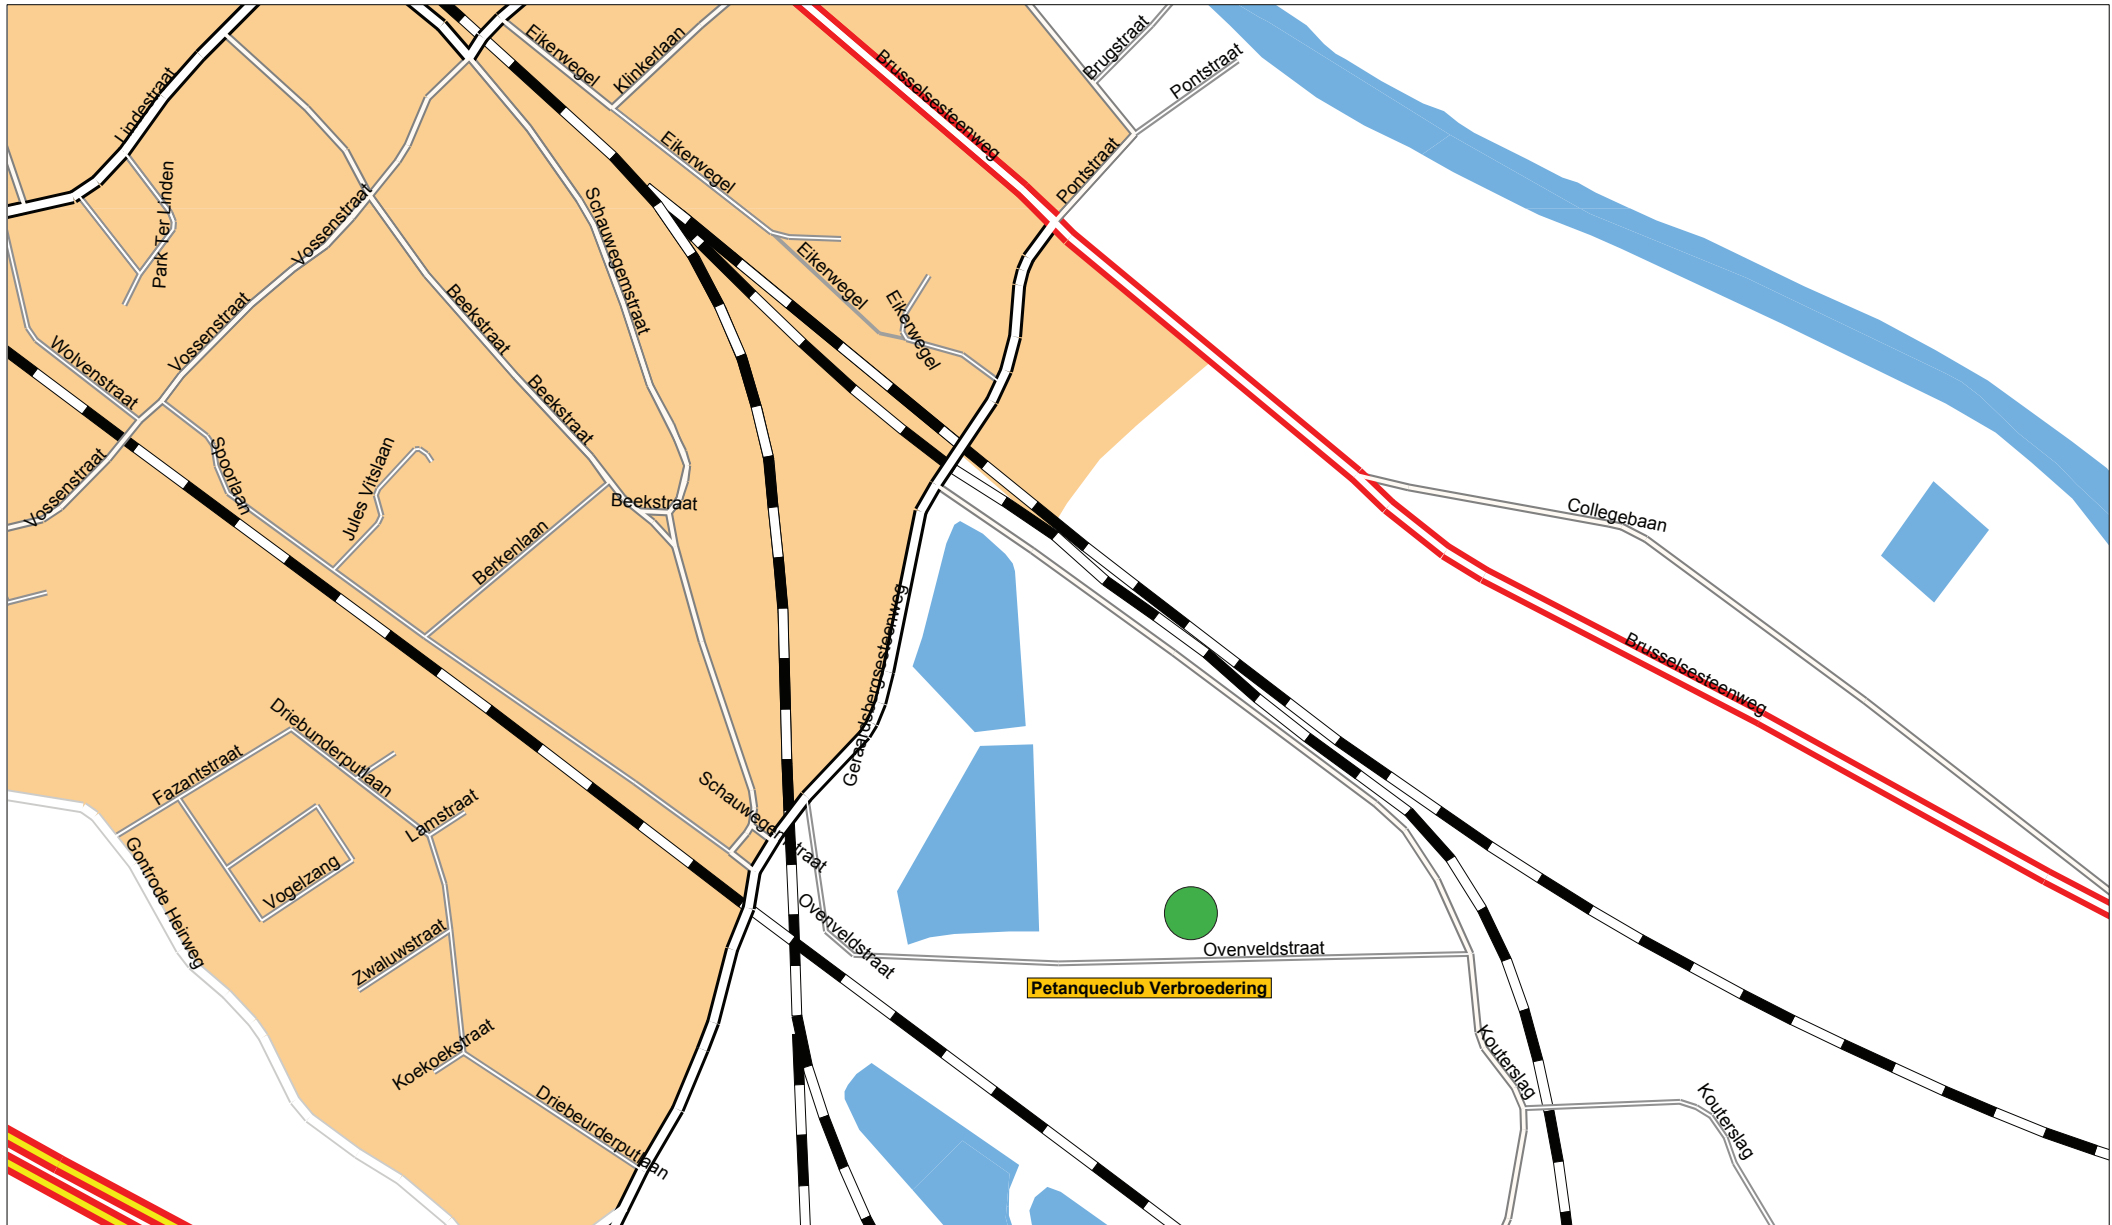 Eikerwegel
Klinkerlaan
Brusselsesteenweg
Brugstraat
Pontstraat
Lindestraat
Park Ter Linden
Eikerwegel
Pontstraat
Vossenstraat
Schauwegemstraat
Eikerwegel
Eikerwegel
Vossenstraat
Beekstraat
Wolvenstraat
Beekstraat
Vossenstraat
Spoorlaan
Jules Vitslaan
Beekstraat
Berkenlaan
Collegebaan
Geraardsbergsesteenweg
Brusselsesteenweg
Driebunderputlaan
Fazantstraat
Lamstraat
Schauwegemstraat
Gontrode Heirweg
Vogelzang
Zwaluwstraat
Ovenveldstraat
Ovenveldstraat
Petanqueclub Verbroedering
Koekoekstraat
Kouterslag
Driebeurderputlaan
Kouterslag